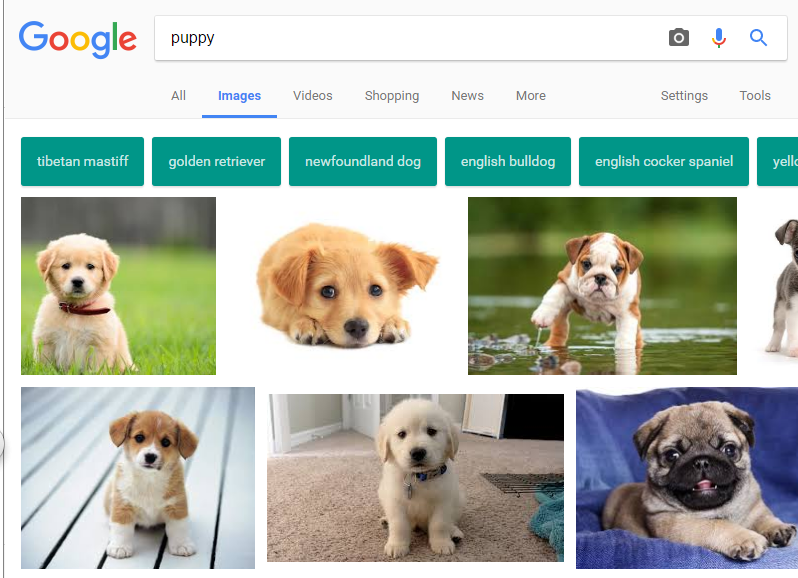 Google
puppy
All Images Videos Shopping News More Settings Tools
tibetan mastiff golden retriever newfoundland dog english bulldog english cocker spaniel